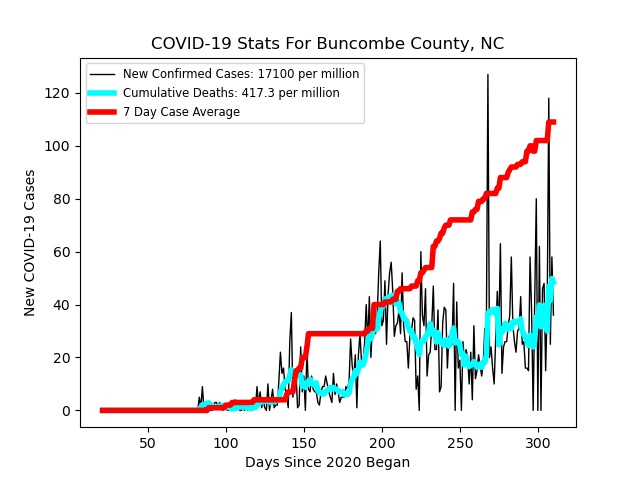 COVID-19 Stats For Buncombe County, NC
New Confirmed Cases: 17100 per million
Cumulative Deaths: 417.3 per million
7 Day Case Average
New COVID-19 Cases
120
100
80
60
40
20
0
50 100 150 200 250 300
Days Since 2020 Began